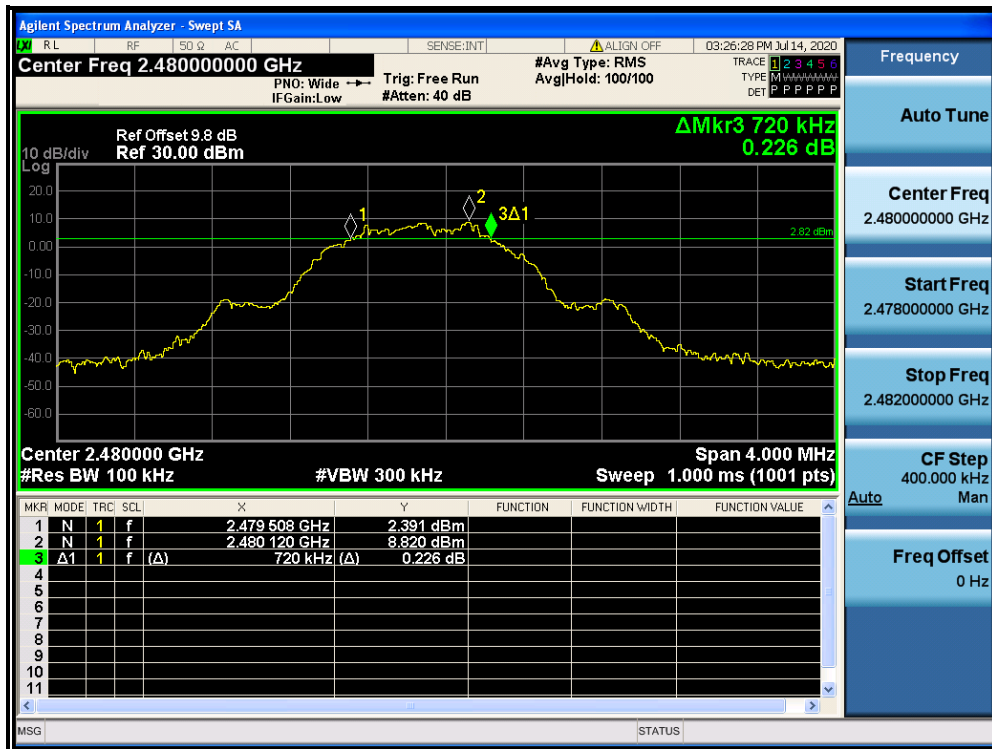 Agilent Spectrum Analyzer - Swept SA
LXI RL RF 50 Ω AC SENSE:INT ALIGN OFF 03:26:28 PM Jul 14, 2020
Center Freq 2.480000000 GHz
#Avg Type: RMS
TRACE 1 2 3 4 5 6
PNO: Wide
Trig: Free Run
Avg|Hold: 100/100
TYPE M
IFGain:Low
#Atten: 40 dB
DET P P P P P P
ΔMkr3 720 kHz
0.226 dB
Ref Offset 9.8 dB
10 dB/div Ref 30.00 dBm
Log
20.0
10.0
0.00
-10.0
-20.0
-30.0
-40.0
-50.0
-60.0
1
2
3Δ1
2.82 dBm
Center 2.480000 GHz Span 4.000 MHz
#Res BW 100 kHz #VBW 300 kHz Sweep 1.000 ms (1001 pts)
MKR MODE TRC SCL X Y FUNCTION FUNCTION WIDTH FUNCTION VALUE
1 N 1 f 2.479 508 GHz 2.391 dBm
2 N 1 f 2.480 120 GHz 8.820 dBm
3 Δ1 1 f (Δ) 720 kHz (Δ) 0.226 dB
4
5
6
7
8
9
10
11
MSG STATUS
Frequency
Auto Tune
Center Freq
2.480000000 GHz
Start Freq
2.478000000 GHz
Stop Freq
2.482000000 GHz
CF Step
400.000 kHz
Auto Man
Freq Offset
0 Hz